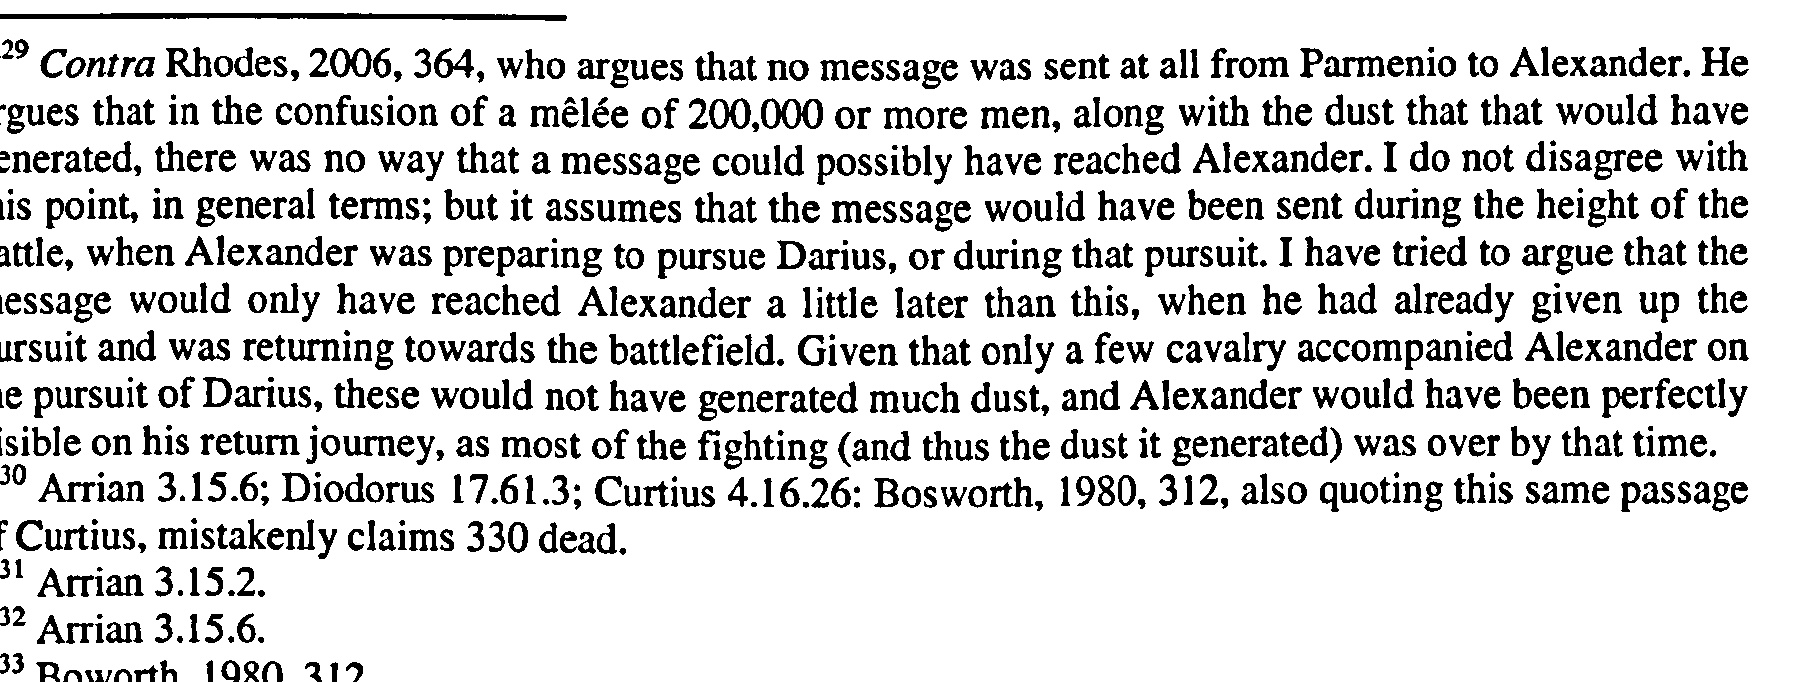 29 Contra Rhodes, 2006, 364, who argues that no message was sent at all from Parmenio to Alexander. He
rgues that in the confusion of a mêlée of 200,000 or more men, along with the dust that that would have
enerated, there was no way that a message could possibly have reached Alexander. I do not disagree with
is point, in general terms; but it assumes that the message would have been sent during the height of the
attle, when Alexander was preparing to pursue Darius, or during that pursuit. I have tried to argue that the
essage would only have reached Alexander a little later than this, when he had already given up the
ursuit and was returning towards the battlefield. Given that only a few cavalry accompanied Alexander on
e pursuit of Darius, these would not have generated much dust, and Alexander would have been perfectly
isible on his return journey, as most of the fighting (and thus the dust it generated) was over by that time.
30 Arrian 3.15.6; Diodorus 17.61.3; Curtius 4.16.26: Bosworth, 1980, 312, also quoting this same passage
f Curtius, mistakenly claims 330 dead.
31 Arrian 3.15.2.
32 Arrian 3.15.6.
33 Boworth, 1980, 312